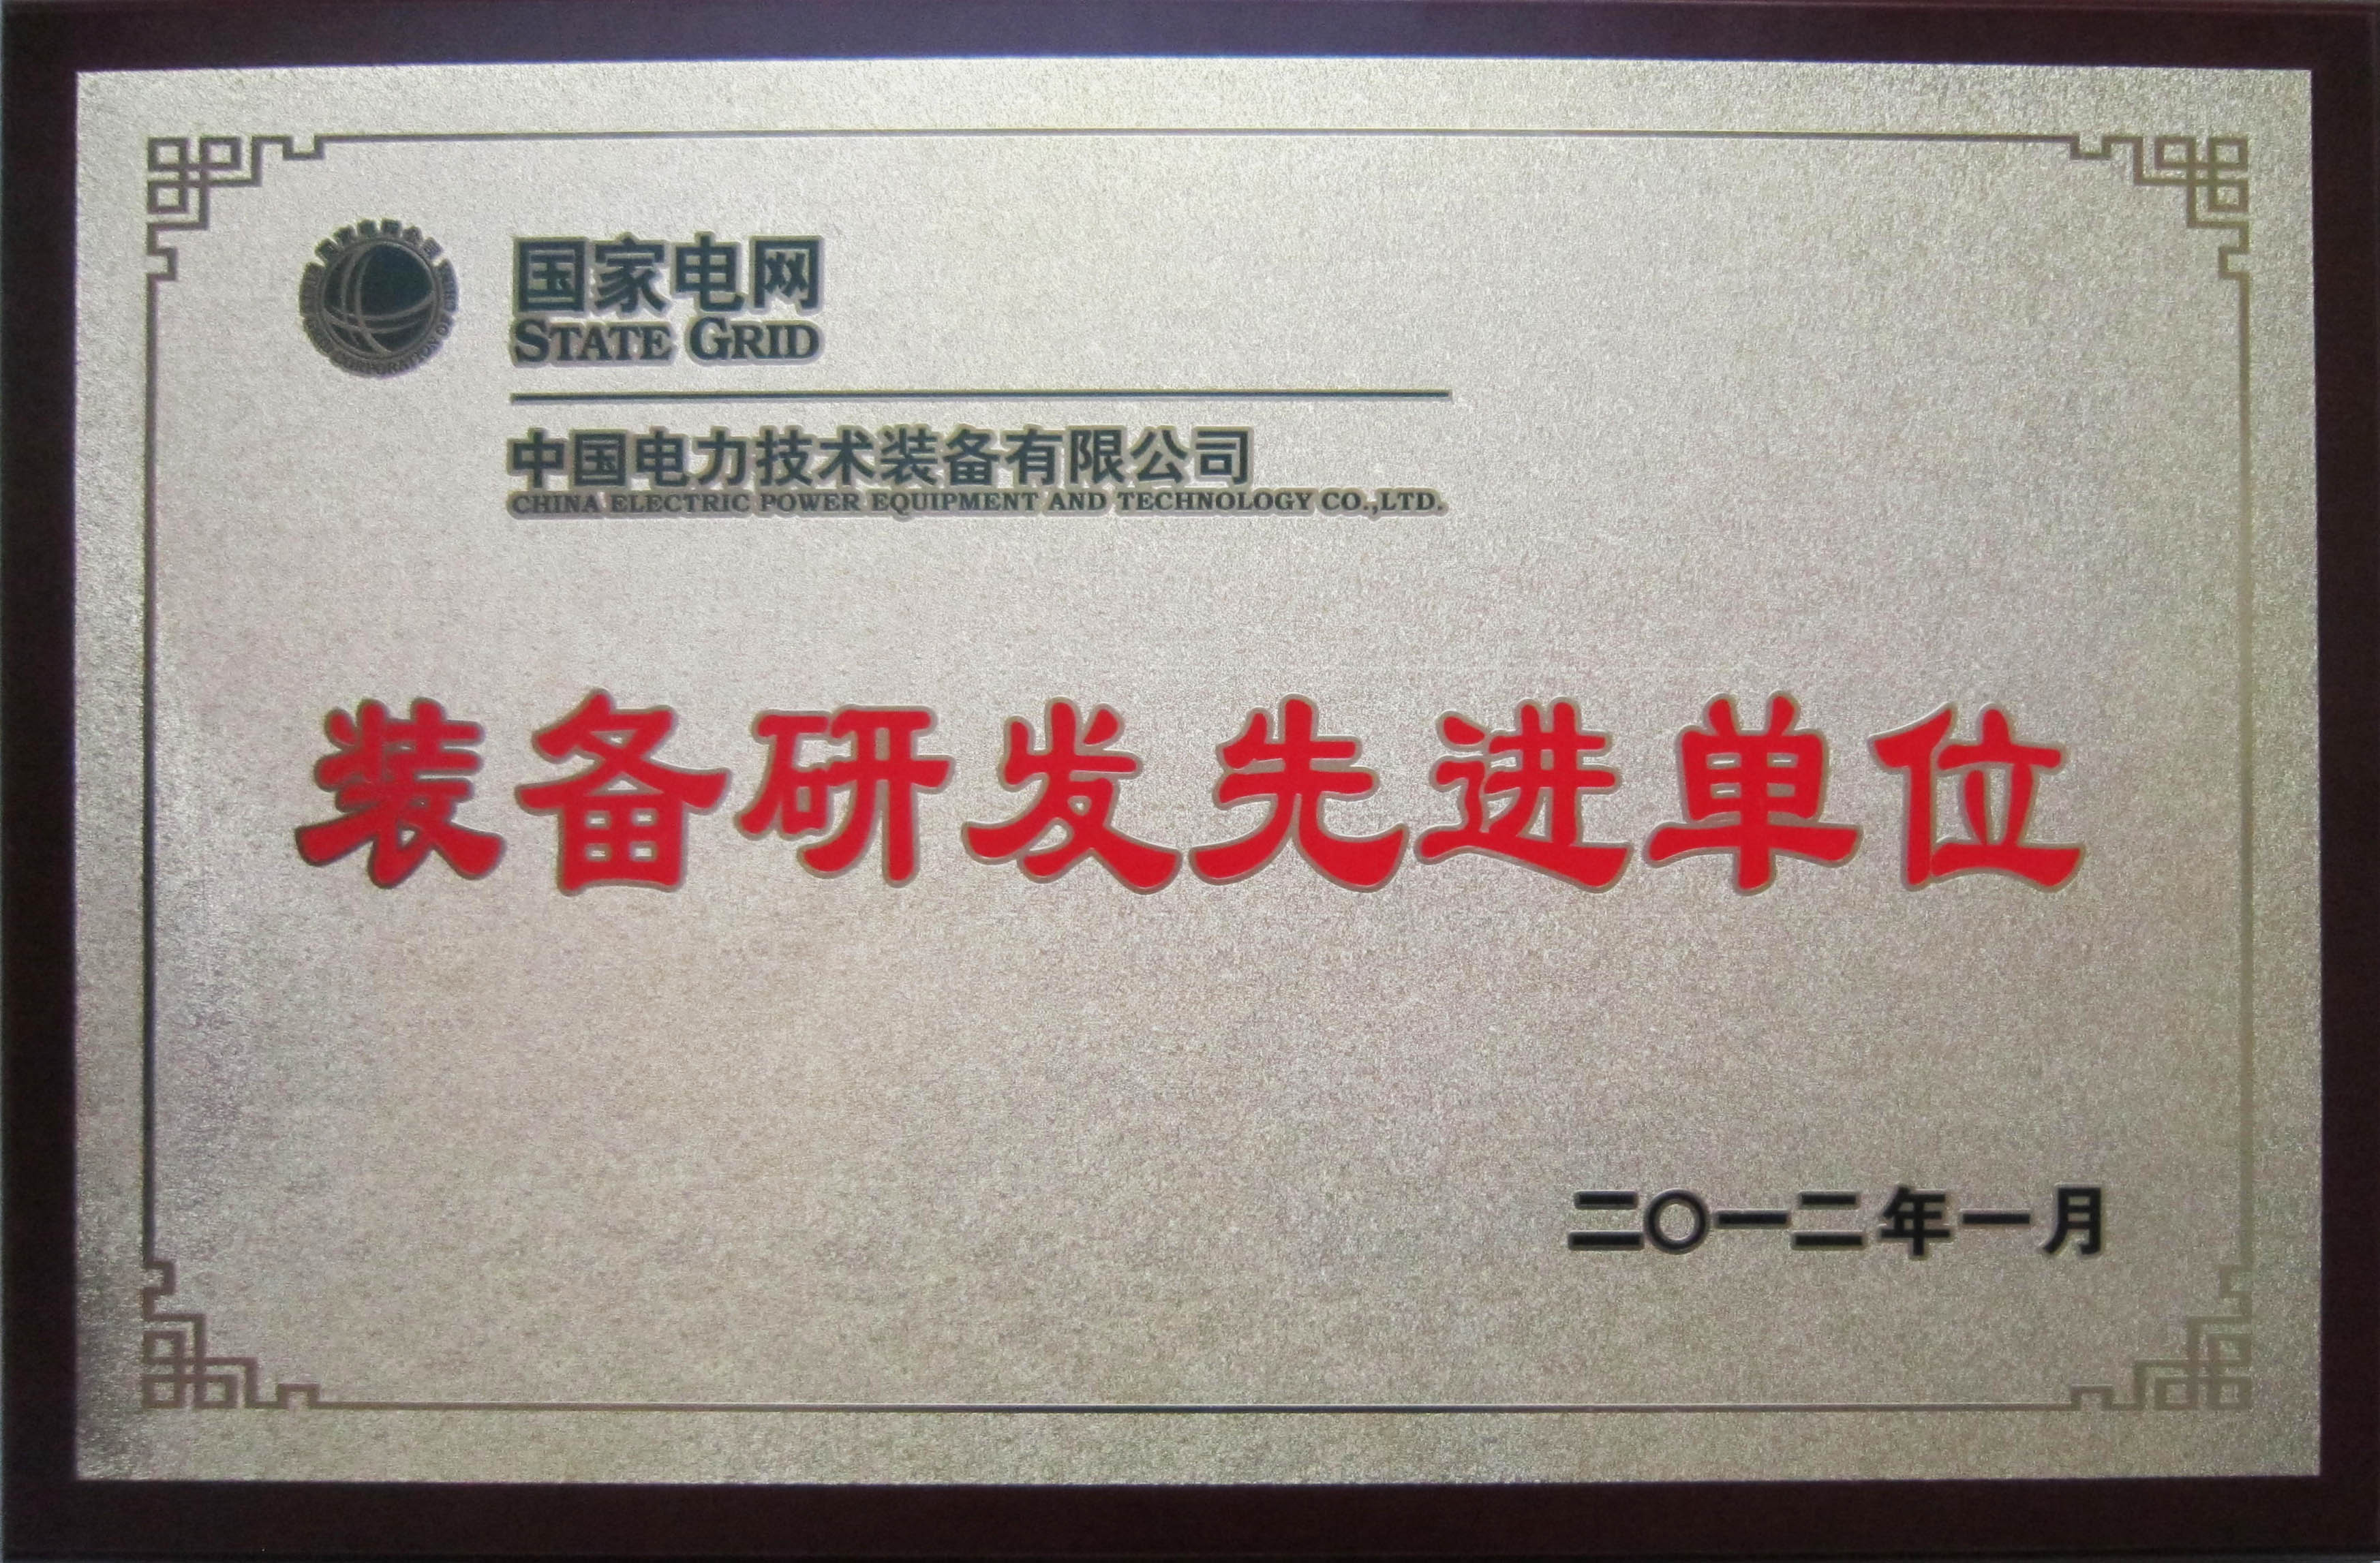 国家电网
STATE GRID
中国电力技术装备有限公司
CHINA ELECTRIC POWER EQUIPMENT AND TECHNOLOGY CO.,LTD.
装备研发先进单位
二〇一二年一月